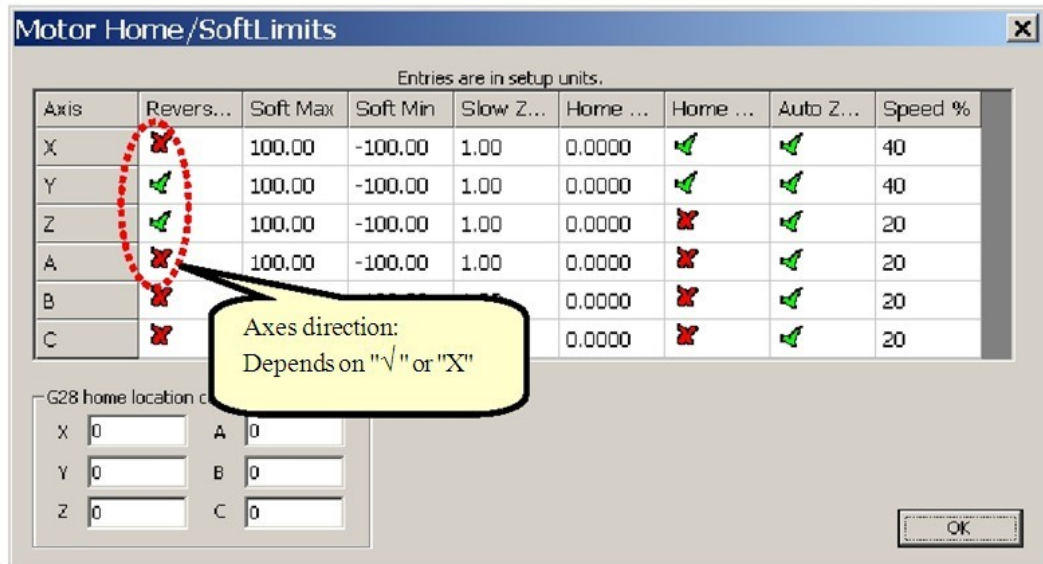 Motor Home/SoftLimits
Entries are in setup units.
Axis Revers... Soft Max Soft Min Slow Z... Home ... Home ... Auto Z... Speed %
X 100.00 -100.00 1.00 0.0000 40
Y 100.00 -100.00 1.00 0.0000 40
Z 100.00 -100.00 1.00 0.0000 20
A 100.00 -100.00 1.00 0.0000 20
B 0.0000 20
C 0.0000 20
Axes direction:
Depends on "√" or "X"
G28 home location
X 0 A 0
Y 0 B 0
Z 0 C 0
OK